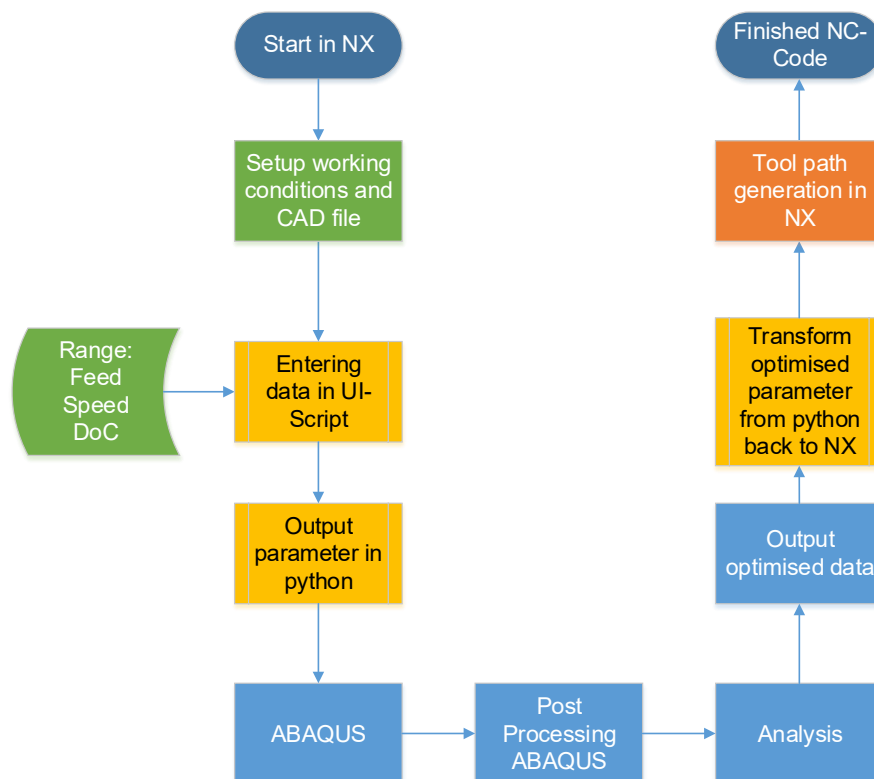 Start in NX
Setup working
conditions and
CAD file
Range:
Feed
Speed
DoC
Entering
data in UI-
Script
Output
parameter in
python
ABAQUS
Post
Processing
ABAQUS
Analysis
Output
optimised data
Transform
optimised
parameter
from python
back to NX
Tool path
generation in
NX
Finished NC-
Code